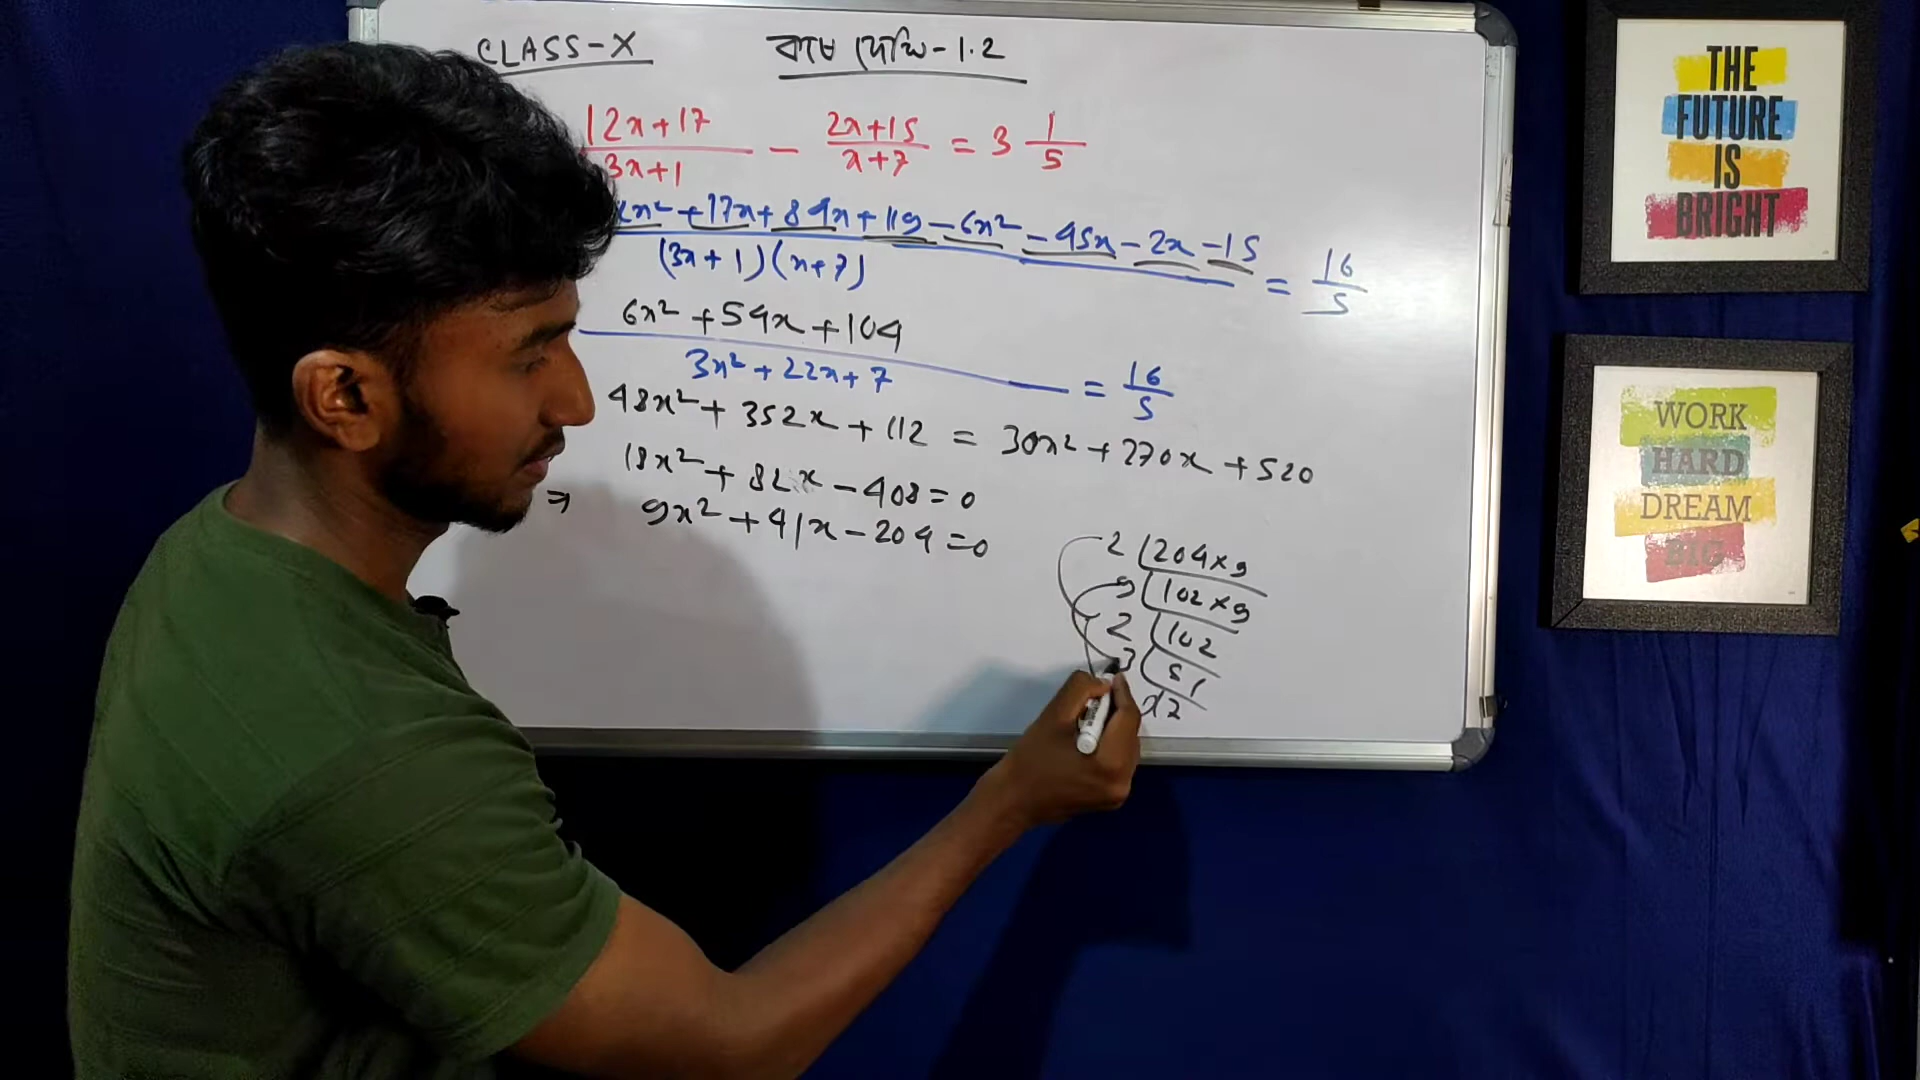 CLASS-X কষে দেখি-1.2
12x+17/3x+1 - 2x+15/x+7 = 3 1/5
2x² + 17x + 84x + 119 - 6x² - 45x - 2x - 15
(3x+1)(x+7) = 16/5
6x² + 54x + 104
3x² + 22x + 7 = 16/5
48x² + 352x + 112 = 30x² + 270x + 520
18x² + 82x - 408 = 0
⇒ 9x² + 41x - 204 = 0
2 204×9
9 102×9
2 102
3 51
THE
FUTURE
IS
BRIGHT
WORK
HARD
DREAM
BIG